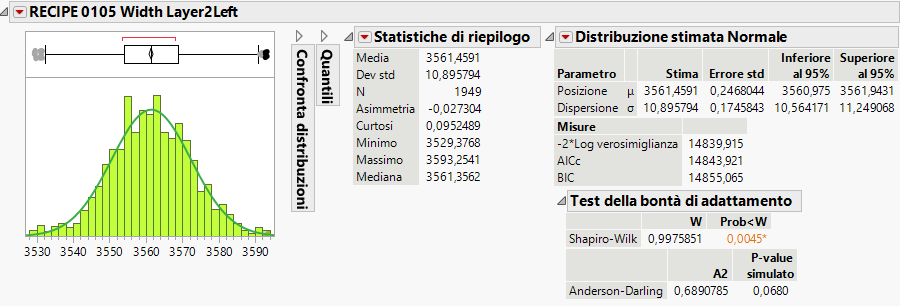 RECIPE 0105 Width Layer2Left
3530 3540 3550 3560 3570 3580 3590
Confronta distribuzioni
Quantili
Statistiche di riepilogo
Media 3561,4591
Dev std 10,895794
N 1949
Asimmetria -0,027304
Curtosi 0,0952489
Minimo 3529,3768
Massimo 3593,2541
Mediana 3561,3562
Distribuzione stimata Normale
Parametro Stima Errore std Inferiore al 95% Superiore al 95%
Posizione μ 3561,4591 0,2468044 3560,975 3561,9431
Dispersione σ 10,895794 0,1745843 10,564171 11,249068
Misure
-2*Log verosimiglianza 14839,915
AICc 14843,921
BIC 14855,065
Test della bontà di adattamento
W Prob<W
Shapiro-Wilk 0,9975851 0,0045*
A2 P-value simulato
Anderson-Darling 0,6890785 0,0680